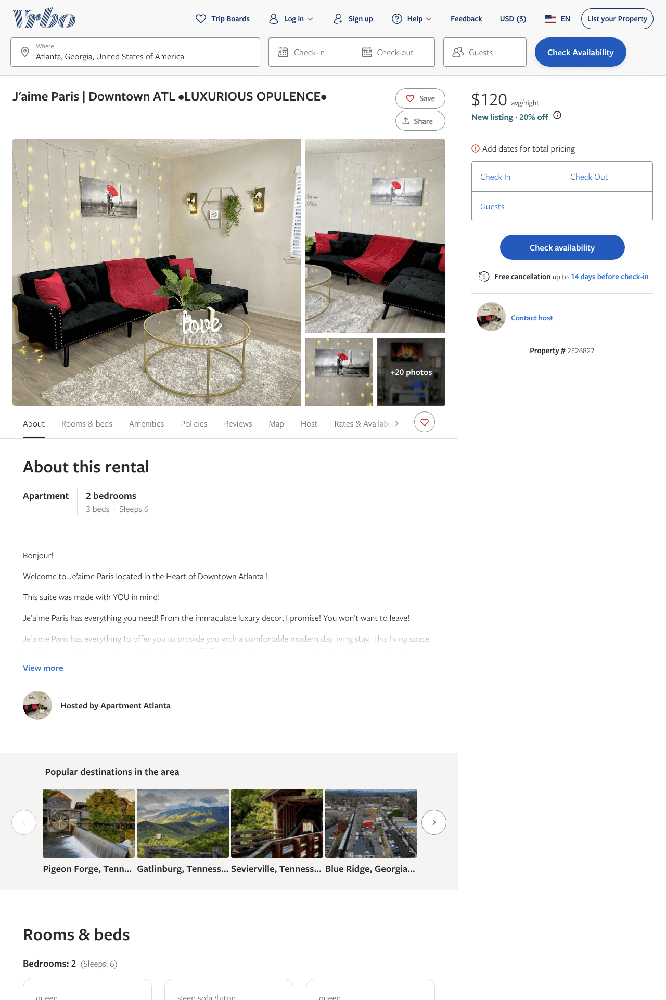 Vrbo
Trip Boards
Log in
Sign up
Help
Feedback
USD ($)
EN
List your Property
Where
Atlanta, Georgia, United States of America
Check-in
Check-out
Guests
Check Availability
J'aime Paris | Downtown ATL •LUXURIOUS OPULENCE•
Save
Share
$120 avg/night
New listing · 20% off
Add dates for total pricing
Check In
Check Out
Guests
Check availability
Free cancellation up to 14 days before check-in
Contact host
Property # 2526827
love
+20 photos
About
Rooms & beds
Amenities
Policies
Reviews
Map
Host
Rates & Availabili
About this rental
Apartment
2 bedrooms
3 beds · Sleeps 6
Bonjour!
Welcome to Je'aime Paris located in the Heart of Downtown Atlanta !
This suite was made with YOU in mind!
Je'aime Paris has everything you need! From the immaculate luxury decor, I promise! You won't want to leave!
Je'aime Paris has everything to offer you to provide you with a comfortable modern day living stay. This living space
View more
Hosted by Apartment Atlanta
Popular destinations in the area
Pigeon Forge, Tenn...
Gatlinburg, Tenness...
Sevierville, Tenness...
Blue Ridge, Georgia...
Rooms & beds
Bedrooms: 2 (Sleeps: 6)
queen
sleep sofa /futon
queen